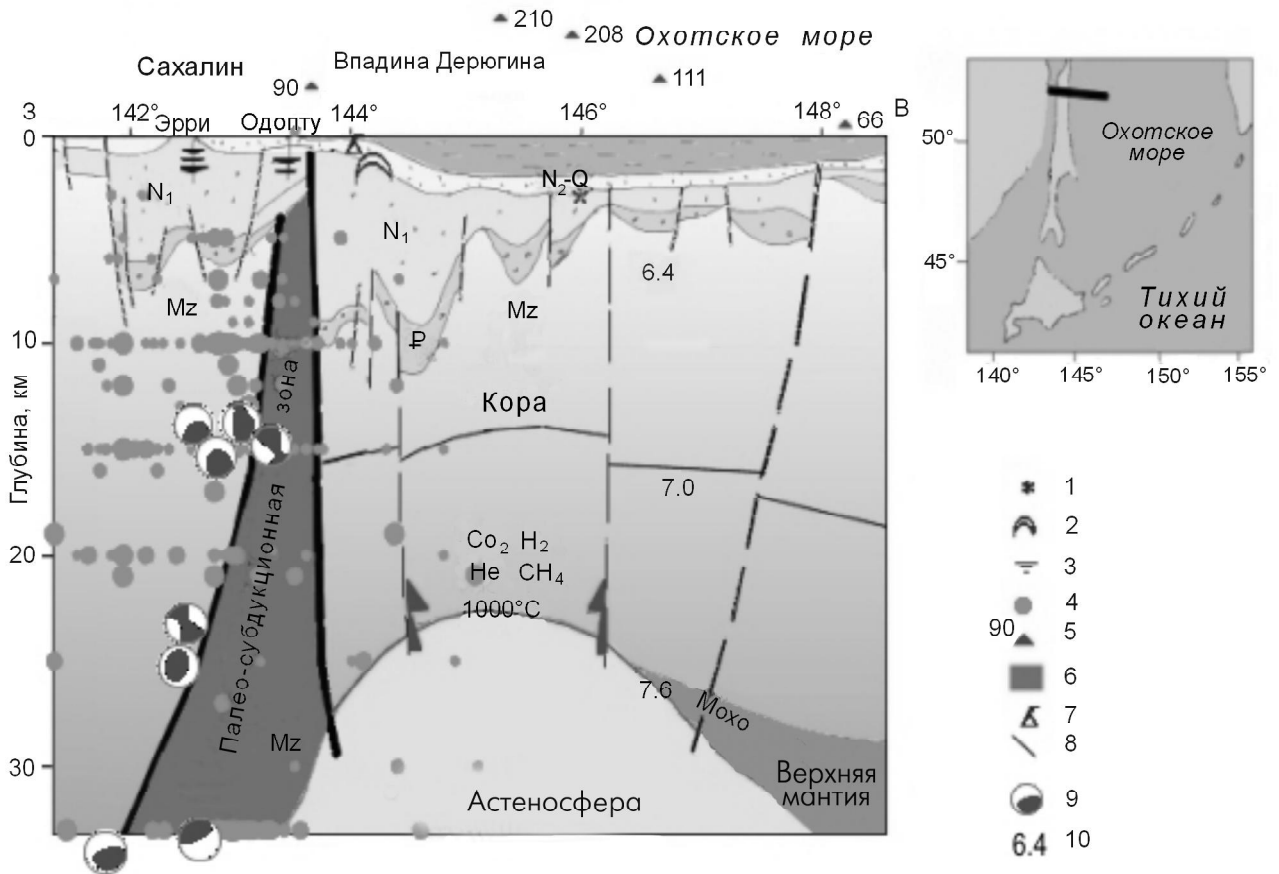 210
208 Охотское море
Сахалин
Впадина Дерюгина
90
111
З
142°
144°
146°
148°
66
В
Эрри
Одопту
0
10
20
30
Глубина, км
N₁
N₂-Q
N₁
6.4
Mz
Mz
₽
зона
Кора
7.0
Палео-субдукционная
Co₂ H₂
He CH₄
1000°C
7.6
Мохо
Mz
Верхняя
мантия
Астеносфера
50°
45°
Охотское
море
Тихий
океан
140°
145°
150°
155°
1
2
3
4
90
5
6
7
8
9
6.4 10